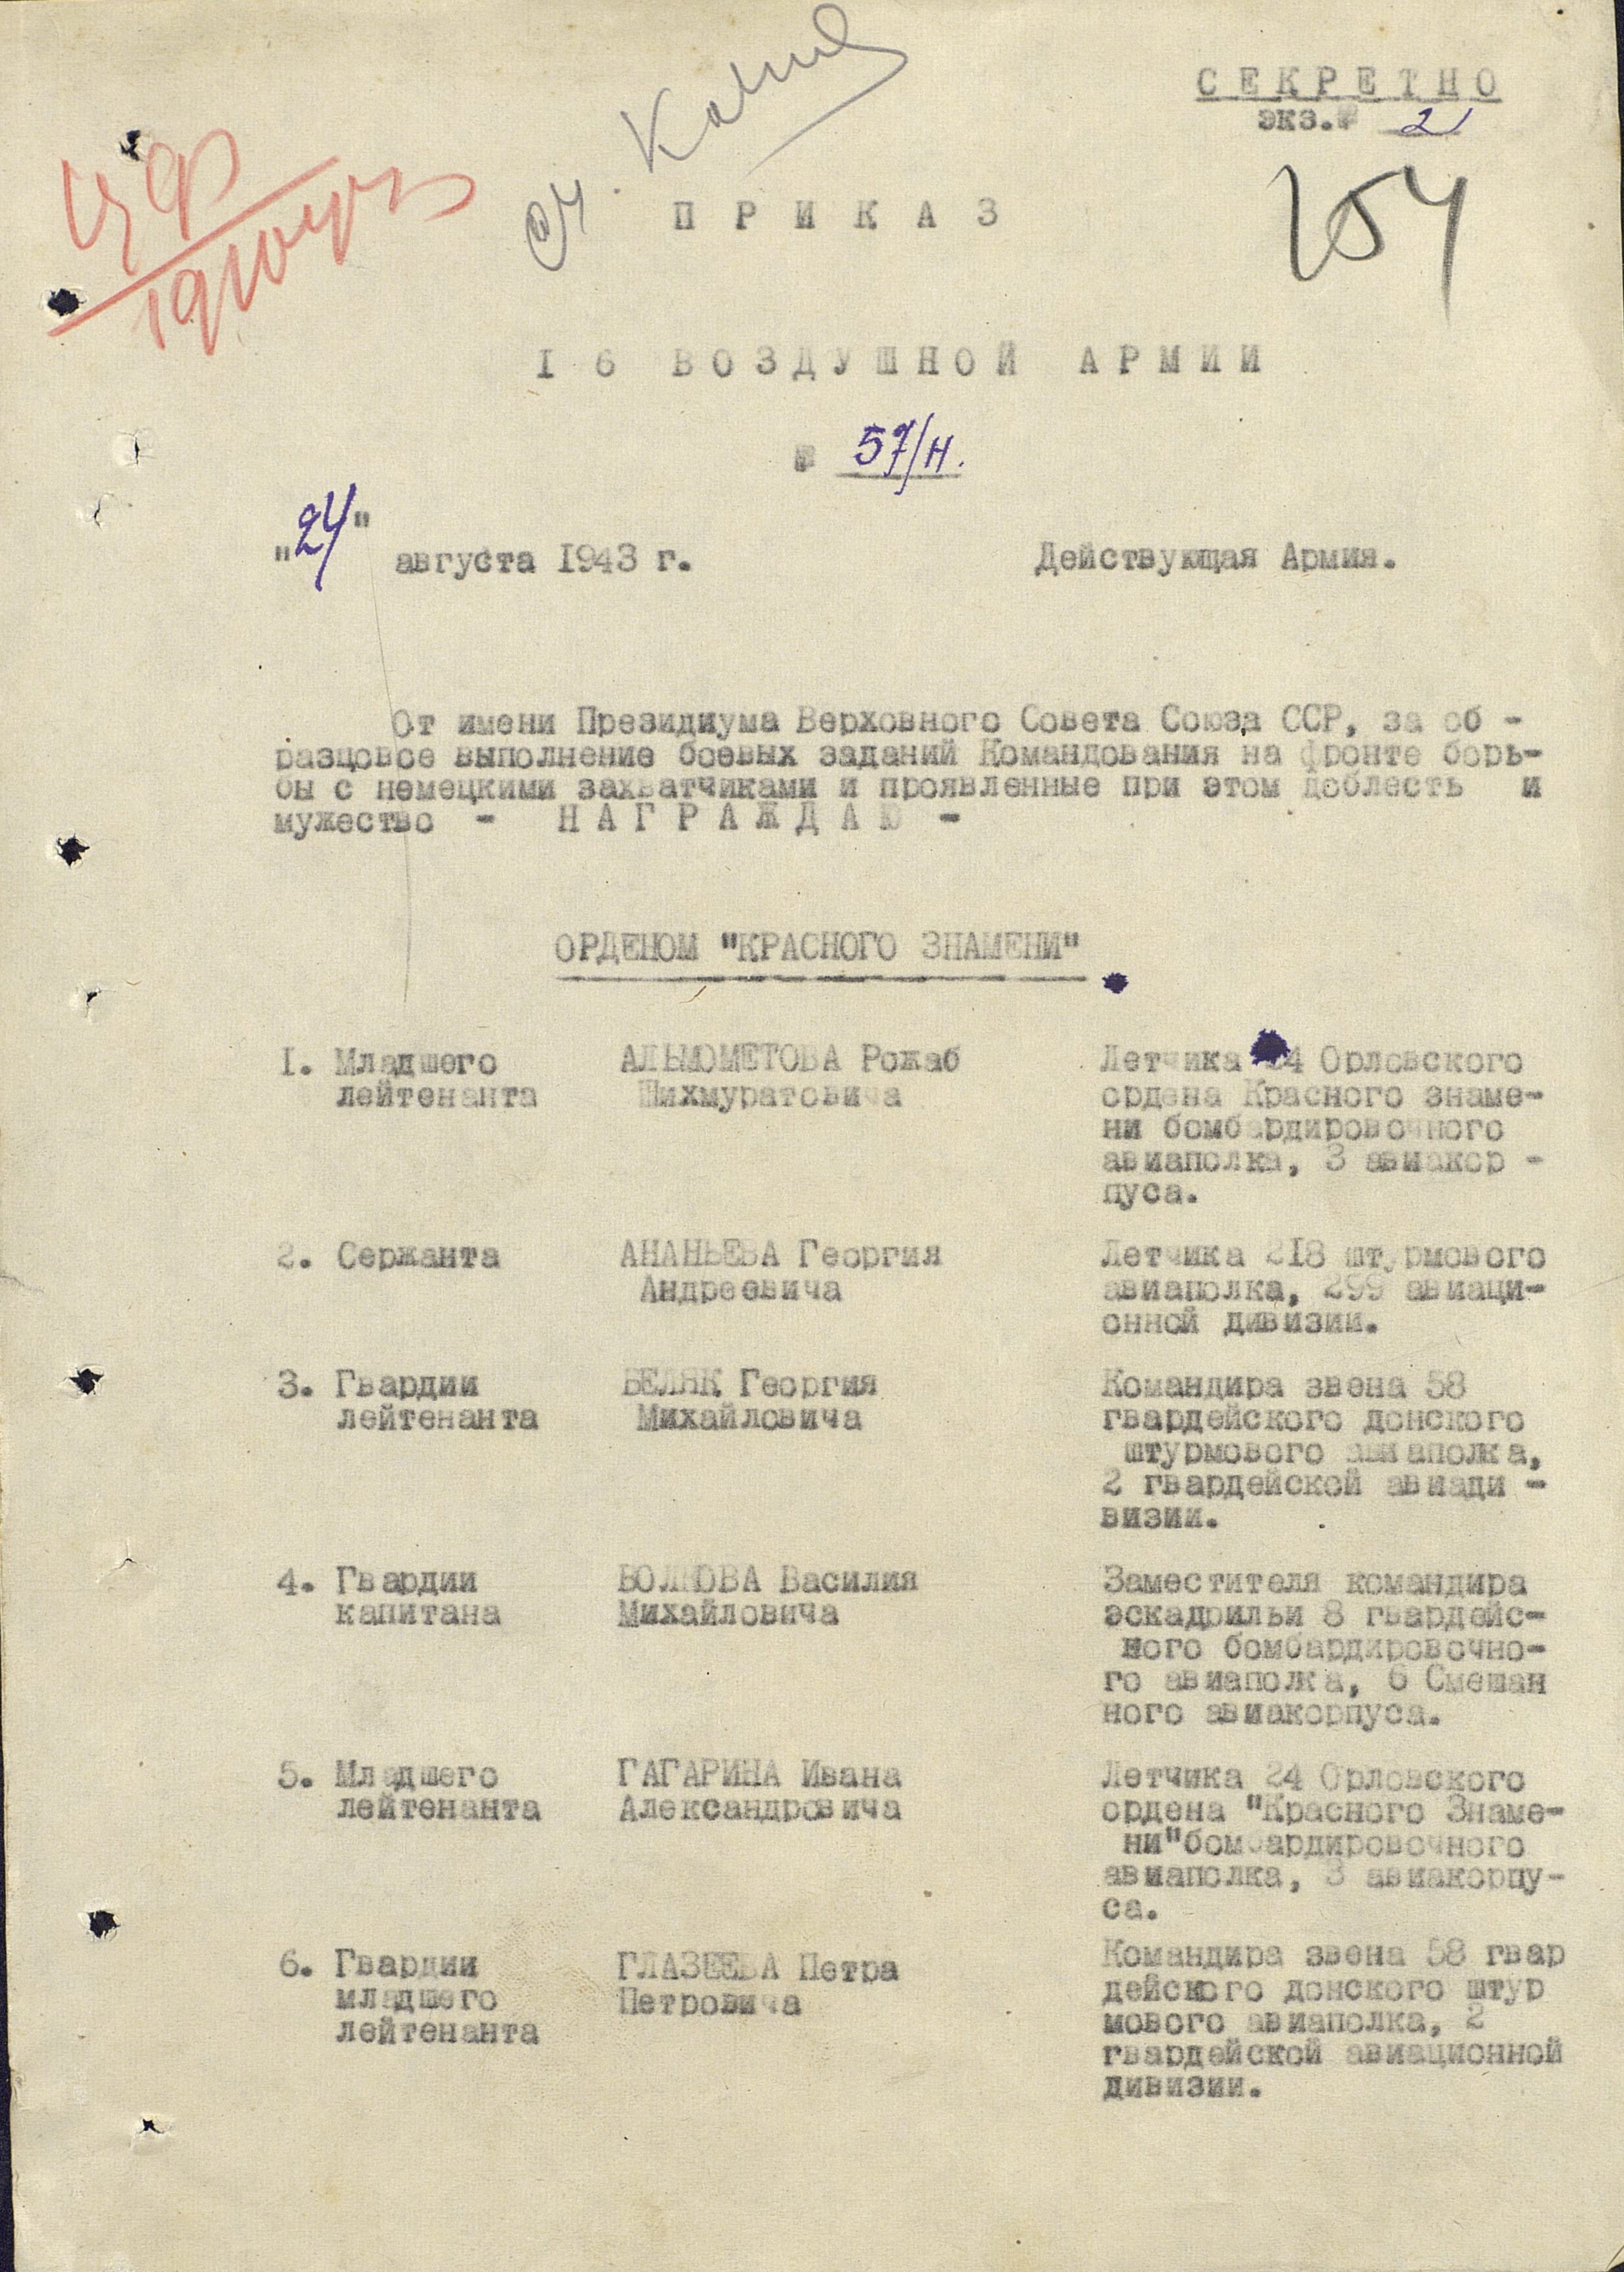 СЕКРЕТНО
экз.№ 2
254
ПРИКАЗ
16 ВОЗДУШНОЙ АРМИИ
№ 57/н.
"24" августа 1943 г. Действующая Армия.
От имени Президиума Верховного Совета Союза ССР, за об -
разцовое выполнение боевых заданий Командования на фронте борь-
бы с немецкими захватчиками и проявленные при этом доблесть и
мужество - НАГРАЖДАЮ -
ОРДЕНОМ "КРАСНОГО ЗНАМЕНИ"
1. Младшего АЛЬМОМЕТОВА Рожаб Летчика 24 Орловского
лейтенанта Шихмуратовича ордена Красного знаме-
ни бомбардировочного
авиаполка, 3 авиакор -
пуса.
2. Сержанта АНАНЬЕВА Георгия Летчика 218 штурмового
Андреевича авиаполка, 299 авиаци-
онной дивизии.
3. Гвардии БЕЛЯК Георгия Командира звена 58
лейтенанта Михайловича гвардейского донского
штурмового авиаполка,
2 гвардейской авиади -
визии.
4. Гвардии ВОЛКОВА Василия Заместителя командира
капитана Михайловича эскадрильи 8 гвардейс-
ного бомбардировочно-
го авиаполка, 6 Смешан
ного авиакорпуса.
5. Младшего ГАГАРИНА Ивана Летчика 24 Орловского
лейтенанта Александровича ордена "Красного Знаме-
ни"бомбардировочного
авиаполка, 3 авиакорпу-
са.
6. Гвардии ГЛАЗЕЕВА Петра Командира звена 58 гвар
младшего Петровича дейского донского штур
лейтенанта мового авиаполка, 2
гвардейской авиационной
дивизии.